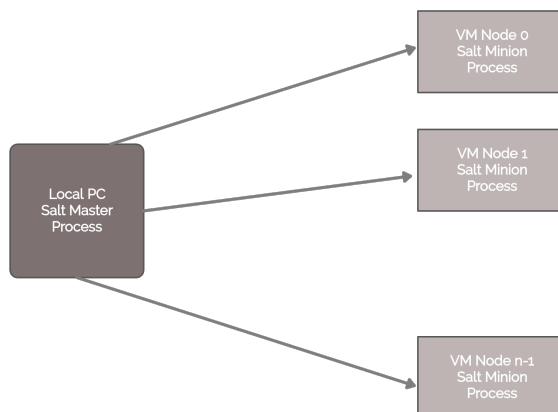 VM Node 0
Salt Minion
Process
VM Node 1
Salt Minion
Process
Local PC
Salt Master
Process
VM Node n-1
Salt Minion
Process